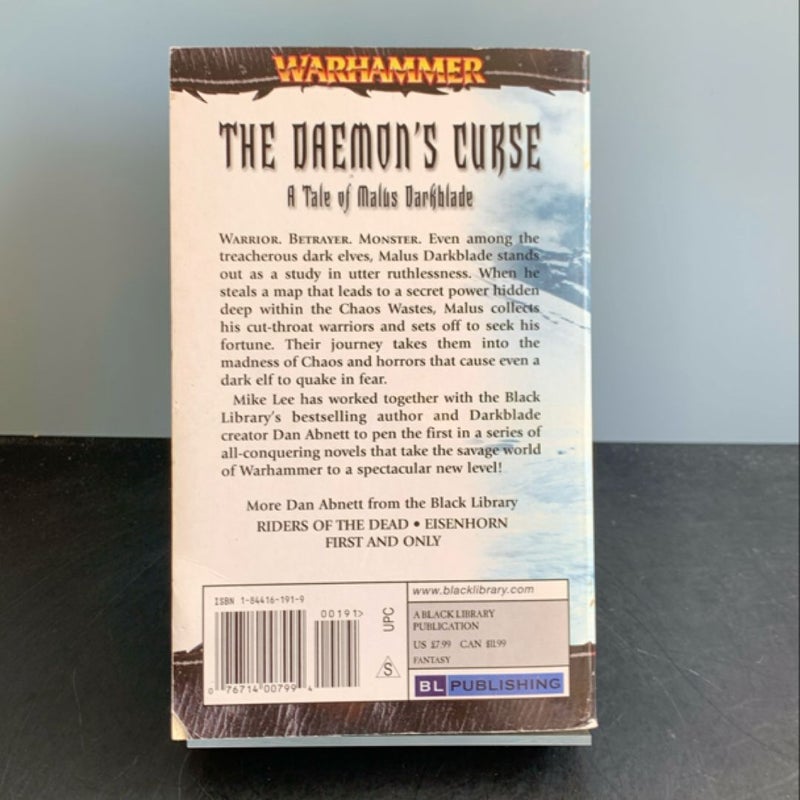 WARHAMMER
THE DAEMON'S CURSE
A Tale of Malus Darkblade
WARRIOR. BETRAYER. MONSTER. Even among the
treacherous dark elves, Malus Darkblade stands
out as a study in utter ruthlessness. When he
steals a map that leads to a secret power hidden
deep within the Chaos Wastes, Malus collects
his cut-throat warriors and sets off to seek his
fortune. Their journey takes them into the
madness of Chaos and horrors that cause even a
dark elf to quake in fear.
Mike Lee has worked together with the Black
Library's bestselling author and Darkblade
creator Dan Abnett to pen the first in a series of
all-conquering novels that take the savage world
of Warhammer to a spectacular new level!
More Dan Abnett from the Black Library
RIDERS OF THE DEAD • EISENHORN
FIRST AND ONLY
ISBN 1-84416-191-9
00191>
0 76714 00799 4
UPC
S
www.blacklibrary.com
A BLACK LIBRARY
PUBLICATION
US $7.99 CAN $11.99
FANTASY
BL PUBLISHING